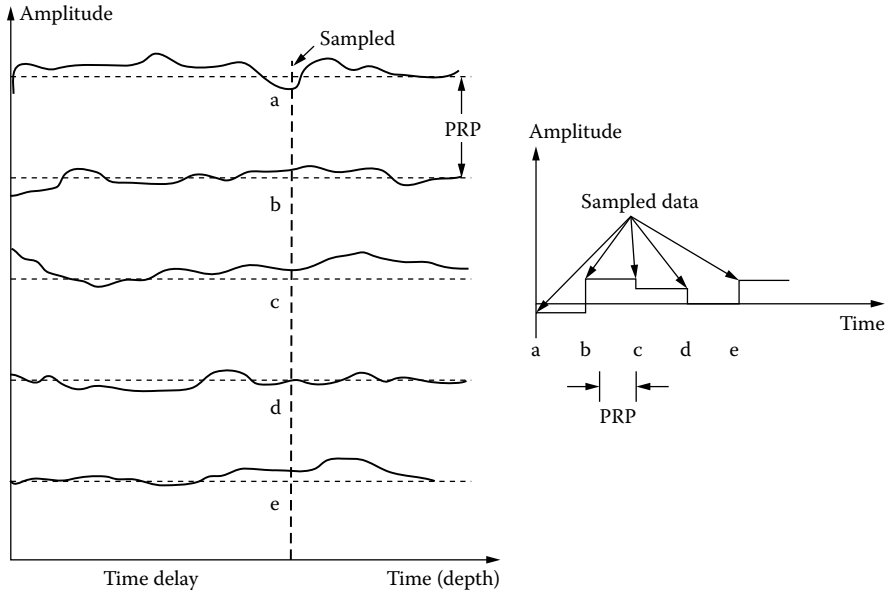 Amplitude
Sampled
a
PRP
b
c
d
e
Time delay
Time (depth)
Amplitude
Sampled data
Time
a b c d e
PRP